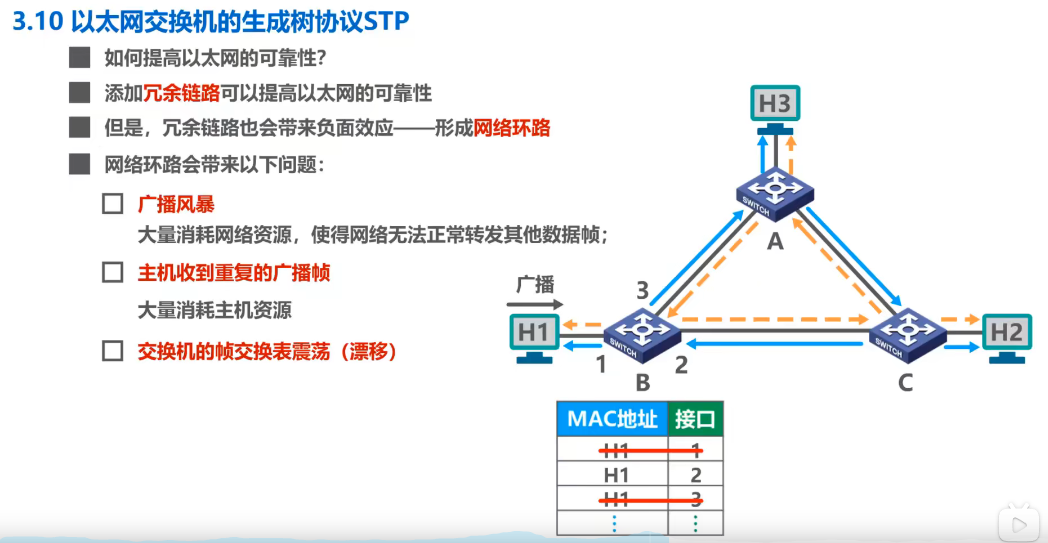 3.10 以太网交换机的生成树协议STP
如何提高以太网的可靠性?
添加冗余链路可以提高以太网的可靠性
但是，冗余链路也会带来负面效应——形成网络环路
网络环路会带来以下问题：
广播风暴
大量消耗网络资源，使得网络无法正常转发其他数据帧；
主机收到重复的广播帧
大量消耗主机资源
交换机的帧交换表震荡（漂移）
H3
SWITCH
A
广播
3
H1
SWITCH
SWITCH
H2
1
2
B
C
MAC地址 接口
H1 1
H1 2
H1 3
⋮ ⋮